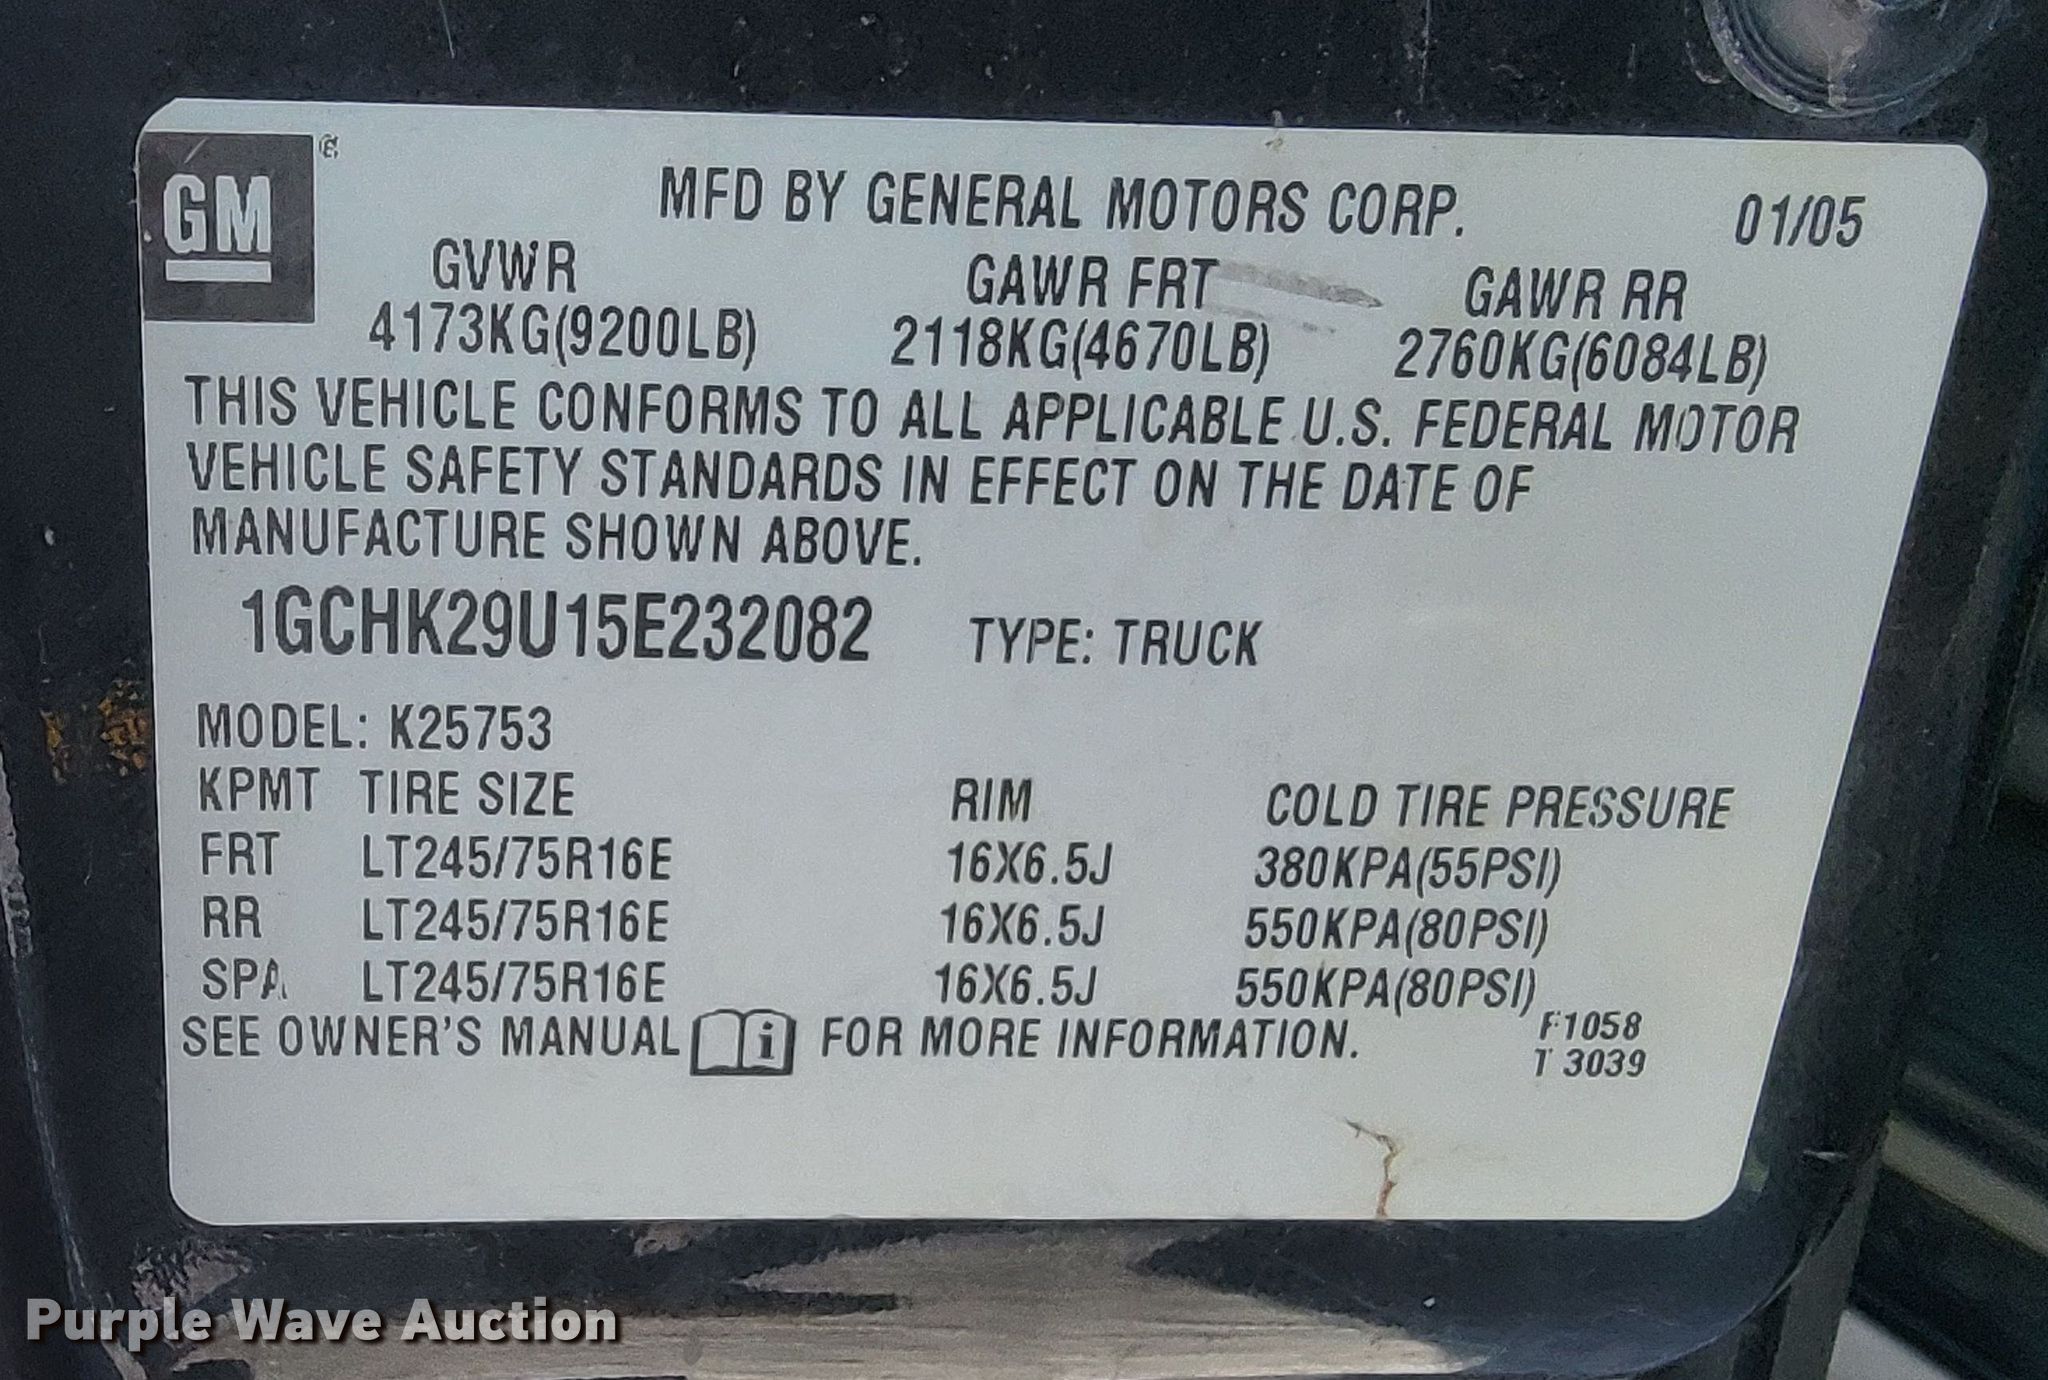 GM
MFD BY GENERAL MOTORS CORP. 01/05
GVWR GAWR FRT GAWR RR
4173KG(9200LB) 2118KG(4670LB) 2760KG(6084LB)
THIS VEHICLE CONFORMS TO ALL APPLICABLE U.S. FEDERAL MOTOR
VEHICLE SAFETY STANDARDS IN EFFECT ON THE DATE OF
MANUFACTURE SHOWN ABOVE.
1GCHK29U15E232082 TYPE: TRUCK
MODEL: K25753
KPMT TIRE SIZE RIM COLD TIRE PRESSURE
FRT LT245/75R16E 16X6.5J 380KPA(55PSI)
RR LT245/75R16E 16X6.5J 550KPA(80PSI)
SPA LT245/75R16E 16X6.5J 550KPA(80PSI)
SEE OWNER'S MANUAL i FOR MORE INFORMATION.
F1058
T 3039
Purple Wave Auction